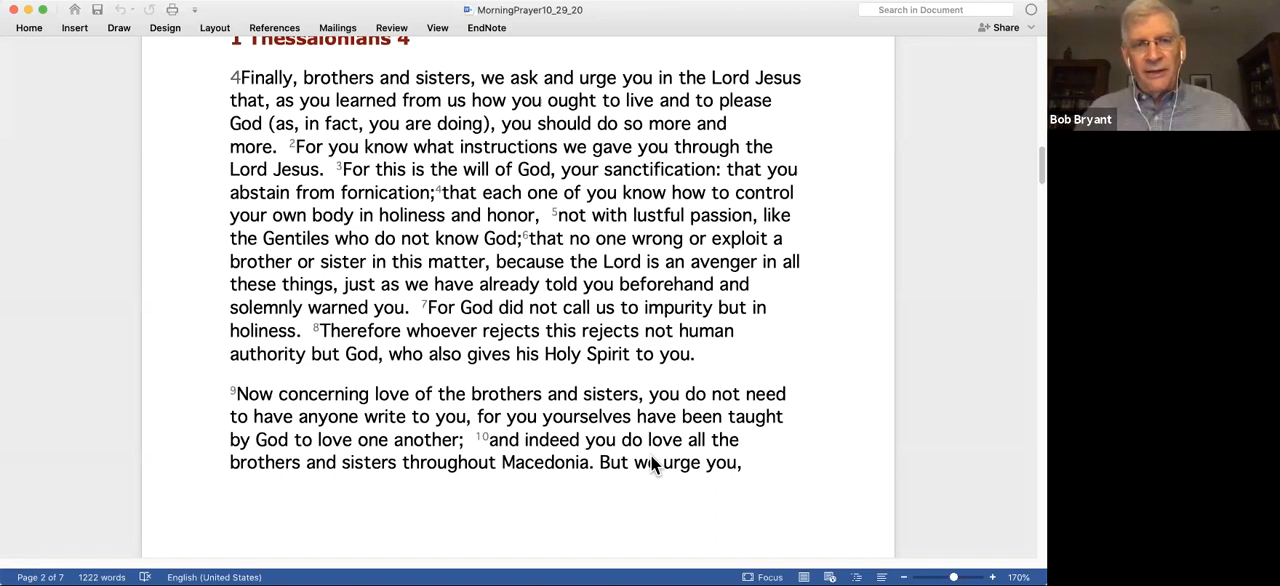 MorningPrayer10_29_20
Search in Document
Home Insert Draw Design Layout References Mailings Review View EndNote Share
1 Thessalonians 4
4Finally, brothers and sisters, we ask and urge you in the Lord Jesus
that, as you learned from us how you ought to live and to please
God (as, in fact, you are doing), you should do so more and
more. 2For you know what instructions we gave you through the
Lord Jesus. 3For this is the will of God, your sanctification: that you
abstain from fornication;4that each one of you know how to control
your own body in holiness and honor, 5not with lustful passion, like
the Gentiles who do not know God;6that no one wrong or exploit a
brother or sister in this matter, because the Lord is an avenger in all
these things, just as we have already told you beforehand and
solemnly warned you. 7For God did not call us to impurity but in
holiness. 8Therefore whoever rejects this rejects not human
authority but God, who also gives his Holy Spirit to you.
9Now concerning love of the brothers and sisters, you do not need
to have anyone write to you, for you yourselves have been taught
by God to love one another; 10and indeed you do love all the
brothers and sisters throughout Macedonia. But we urge you,
Page 2 of 7 1222 words English (United States) Focus 170%
Bob Bryant